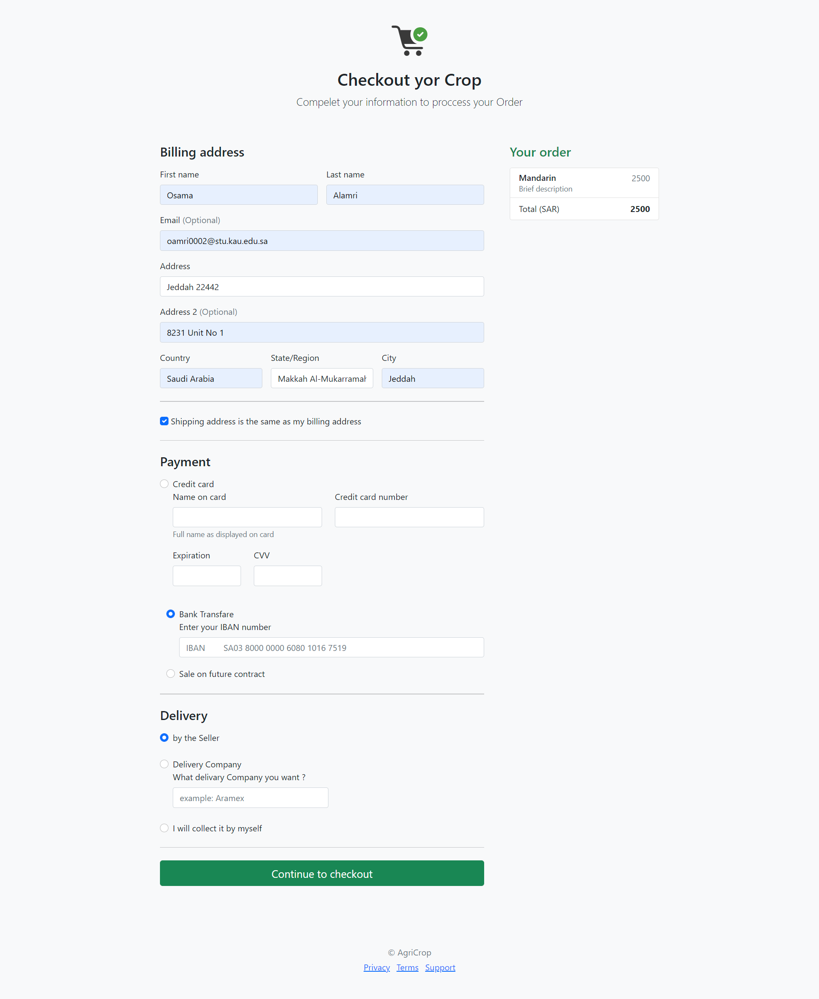 Checkout yor Crop
Compelet your information to proccess your Order
Billing address
First name Last name
Osama Alamri
Email (Optional)
oamri0002@stu.kau.edu.sa
Address
Jeddah 22442
Address 2 (Optional)
8231 Unit No 1
Country State/Region City
Saudi Arabia Makkah Al-Mukarramah Jeddah
Shipping address is the same as my billing address
Payment
Credit card
Name on card Credit card number
Full name as displayed on card
Expiration CVV
Bank Transfare
Enter your IBAN number
IBAN SA03 8000 0000 6080 1016 7519
Sale on future contract
Delivery
by the Seller
Delivery Company
What delivary Company you want ?
example: Aramex
I will collect it by myself
Continue to checkout
Your order
Mandarin 2500
Brief description
Total (SAR) 2500
© AgriCrop
Privacy Terms Support